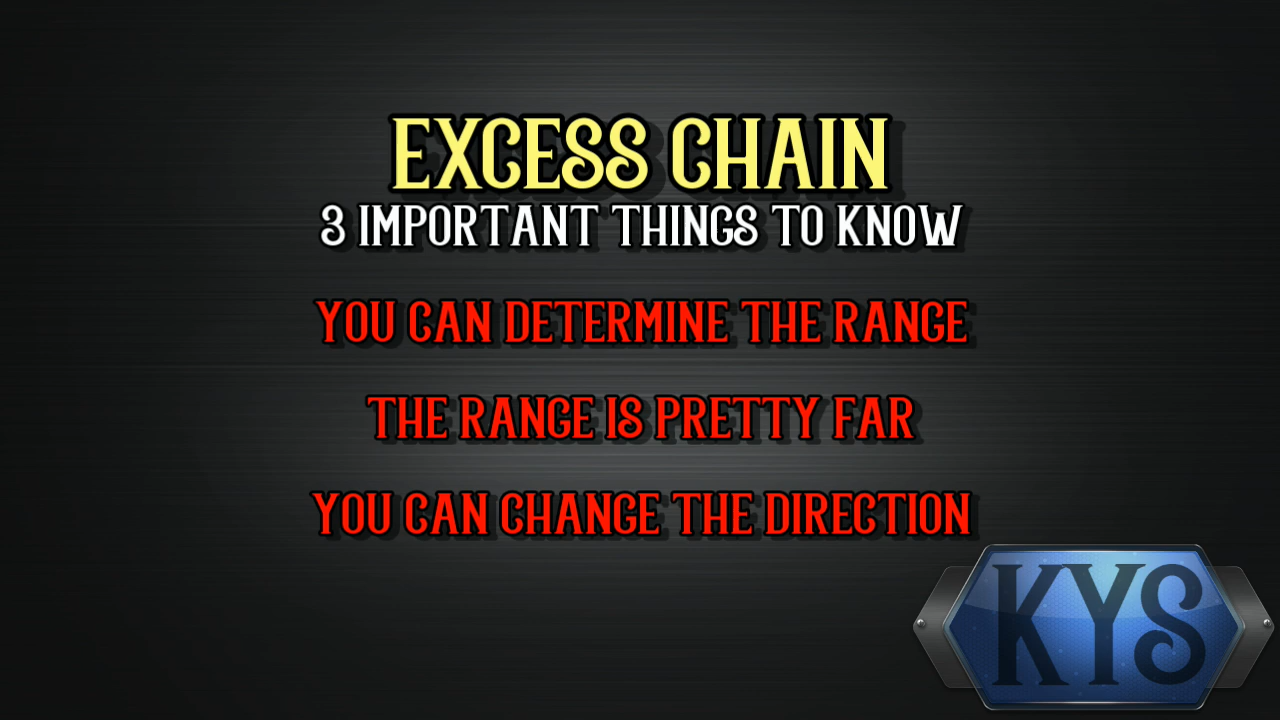 EXCESS CHAIN
3 IMPORTANT THINGS TO KNOW
YOU CAN DETERMINE THE RANGE
THE RANGE IS PRETTY FAR
YOU CAN CHANGE THE DIRECTION
KYS